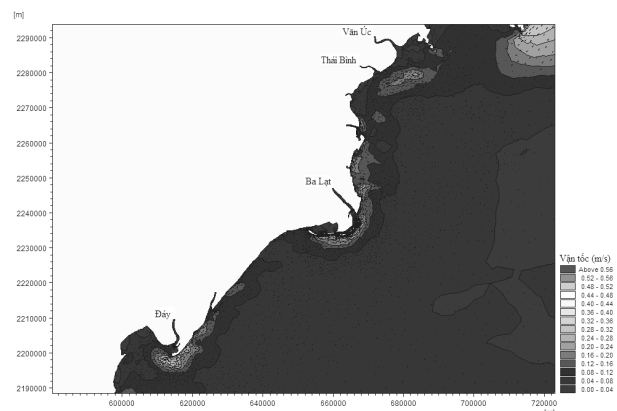 [m]
2290000
2280000
2270000
2260000
2250000
2240000
2230000
2220000
2210000
2200000
2190000
Văn Úc
Thái Bình
Ba Lạt
Đáy
600000 620000 640000 660000 680000 700000 720000
Vận tốc (m/s)
Above 0.56
0.52 - 0.56
0.48 - 0.52
0.44 - 0.48
0.40 - 0.44
0.36 - 0.40
0.32 - 0.36
0.28 - 0.32
0.24 - 0.28
0.20 - 0.24
0.16 - 0.20
0.12 - 0.16
0.08 - 0.12
0.04 - 0.08
0.00 - 0.04